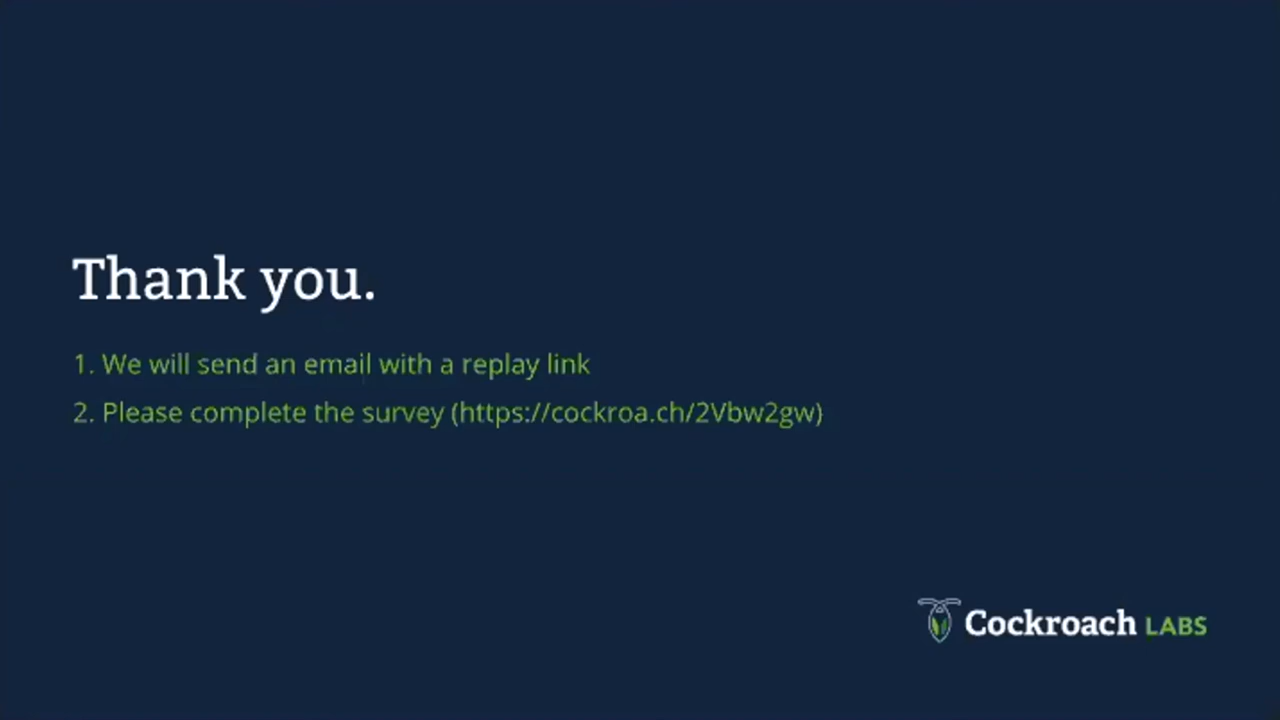 Thank you.
1. We will send an email with a replay link
2. Please complete the survey (https://cockroa.ch/2Vbw2gw)
Cockroach LABS